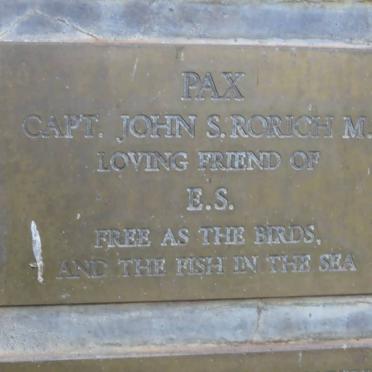 PAX
CAPT. JOHN S. RORICH M.
LOVING FRIEND OF
E.S.
FREE AS THE BIRDS,
AND THE FISH IN THE SEA